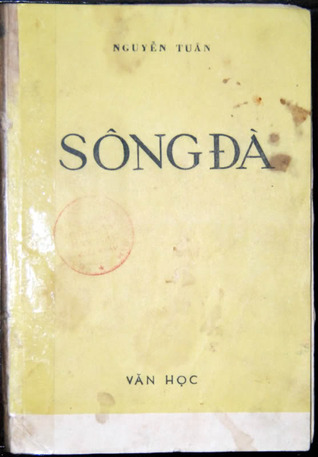 NGUYỄN TUÂN
SÔNG ĐÀ
VĂN HỌC